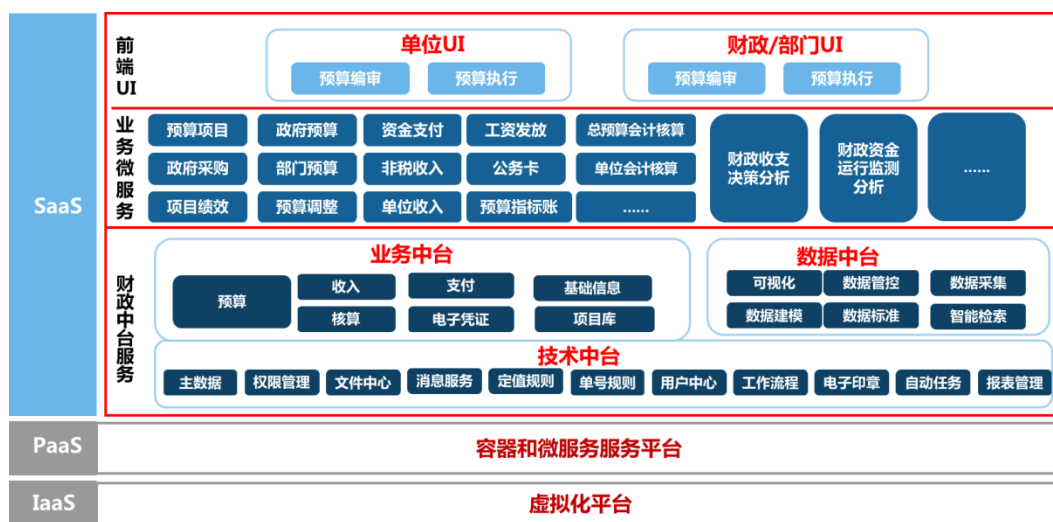 SaaS
前
端
UI
单位UI
预算编审
预算执行
财政/部门UI
预算编审
预算执行
业
务
微
服
务
预算项目
政府预算
资金支付
工资发放
总预算会计核算
政府采购
部门预算
非税收入
公务卡
单位会计核算
项目绩效
预算调整
单位收入
预算指标账
......
财政收支
决策分析
财政资金
运行监测
分析
......
财
政
中
台
服
务
业务中台
预算
收入
支付
基础信息
核算
电子凭证
项目库
数据中台
可视化
数据管控
数据采集
数据建模
数据标准
智能检索
技术中台
主数据
权限管理
文件中心
消息服务
定值规则
单号规则
用户中心
工作流程
电子印章
自动任务
报表管理
PaaS
容器和微服务服务平台
IaaS
虚拟化平台